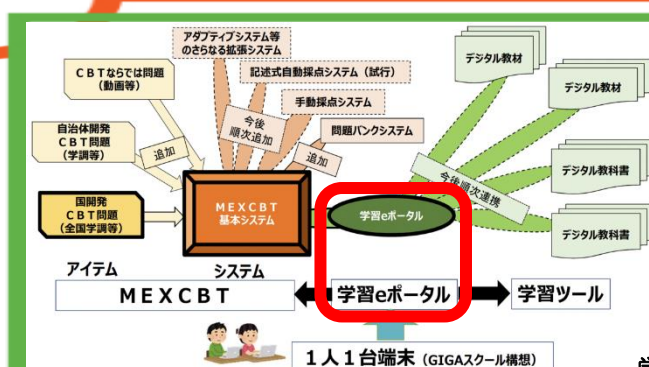 アダプティブシステム等
のさらなる拡張システム
CBTならでは問題
(動画等)
記述式自動採点システム(試行)
手動採点システム
問題バンクシステム
自治体開発
CBT問題
(学調等)
追加
今後
順次追加
追加
国開発
CBT問題
(全国学調等)
MEXCBT
基本システム
学習eポータル
デジタル教材
デジタル教材
デジタル教科書
デジタル教科書
今後順次連携
アイテム
システム
MEXCBT
学習eポータル
学習ツール
1人1台端末(GIGAスクール構想)